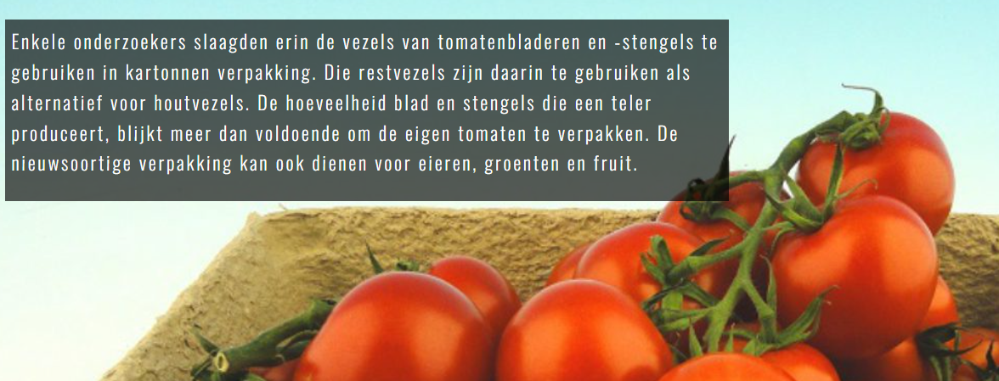 Enkele onderzoekers slaagden erin de vezels van tomatenbladeren en -stengels te
gebruiken in kartonnen verpakking. Die restvezels zijn daarin te gebruiken als
alternatief voor houtvezels. De hoeveelheid blad en stengels die een teler
produceert, blijkt meer dan voldoende om de eigen tomaten te verpakken. De
nieuwsoortige verpakking kan ook dienen voor eieren, groenten en fruit.